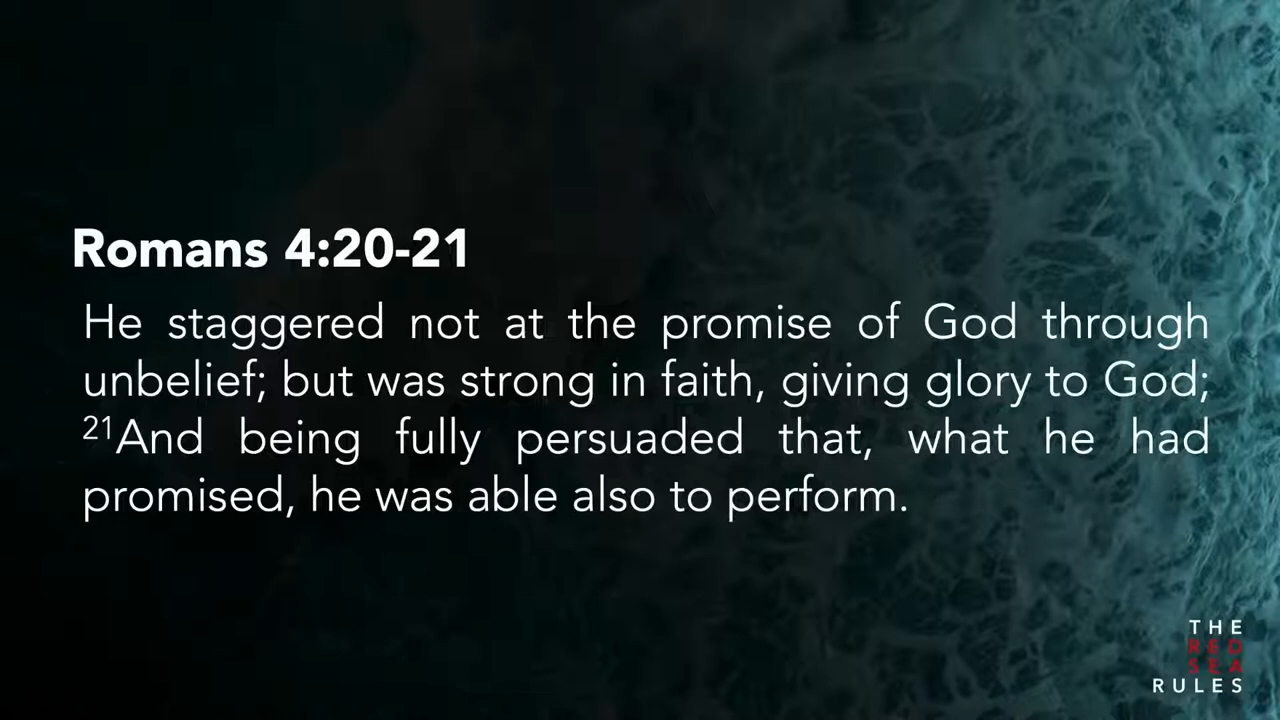 Romans 4:20-21
He staggered not at the promise of God through
unbelief; but was strong in faith, giving glory to God;
21And being fully persuaded that, what he had
promised, he was able also to perform.
THE
RED
SEA
RULES